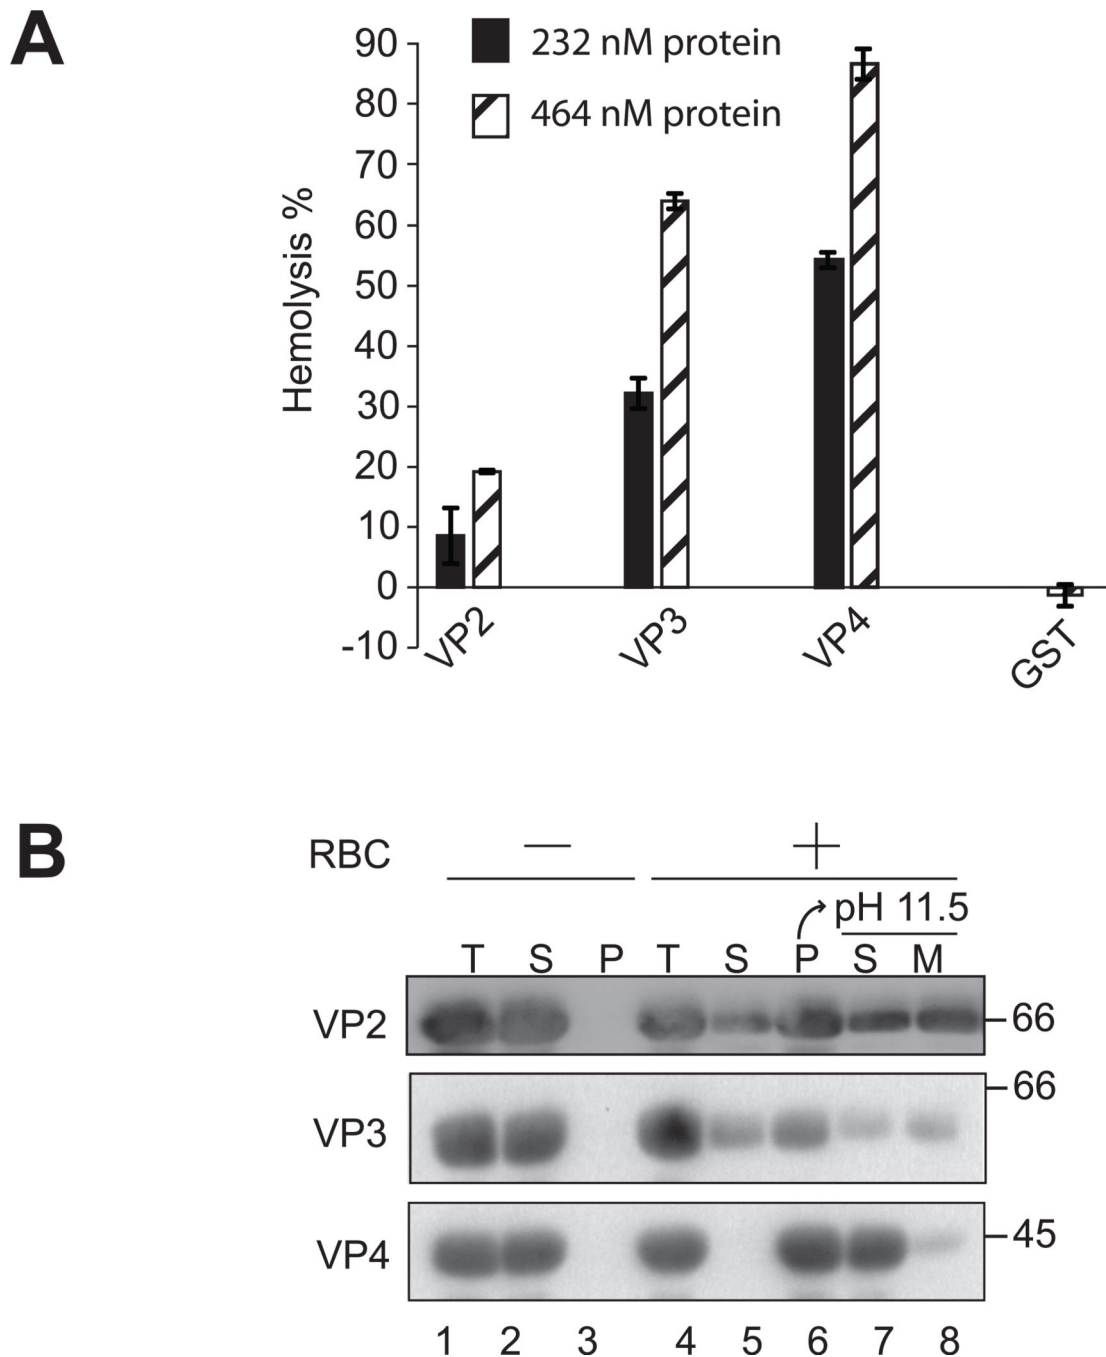 A
Hemolysis %
90
80
70
60
50
40
30
20
10
0
-10
232 nM protein
464 nM protein
VP2 VP3 VP4 GST
B
RBC — +
pH 11.5
T S P T S P S M
VP2 66
66
VP3
VP4 45
1 2 3 4 5 6 7 8